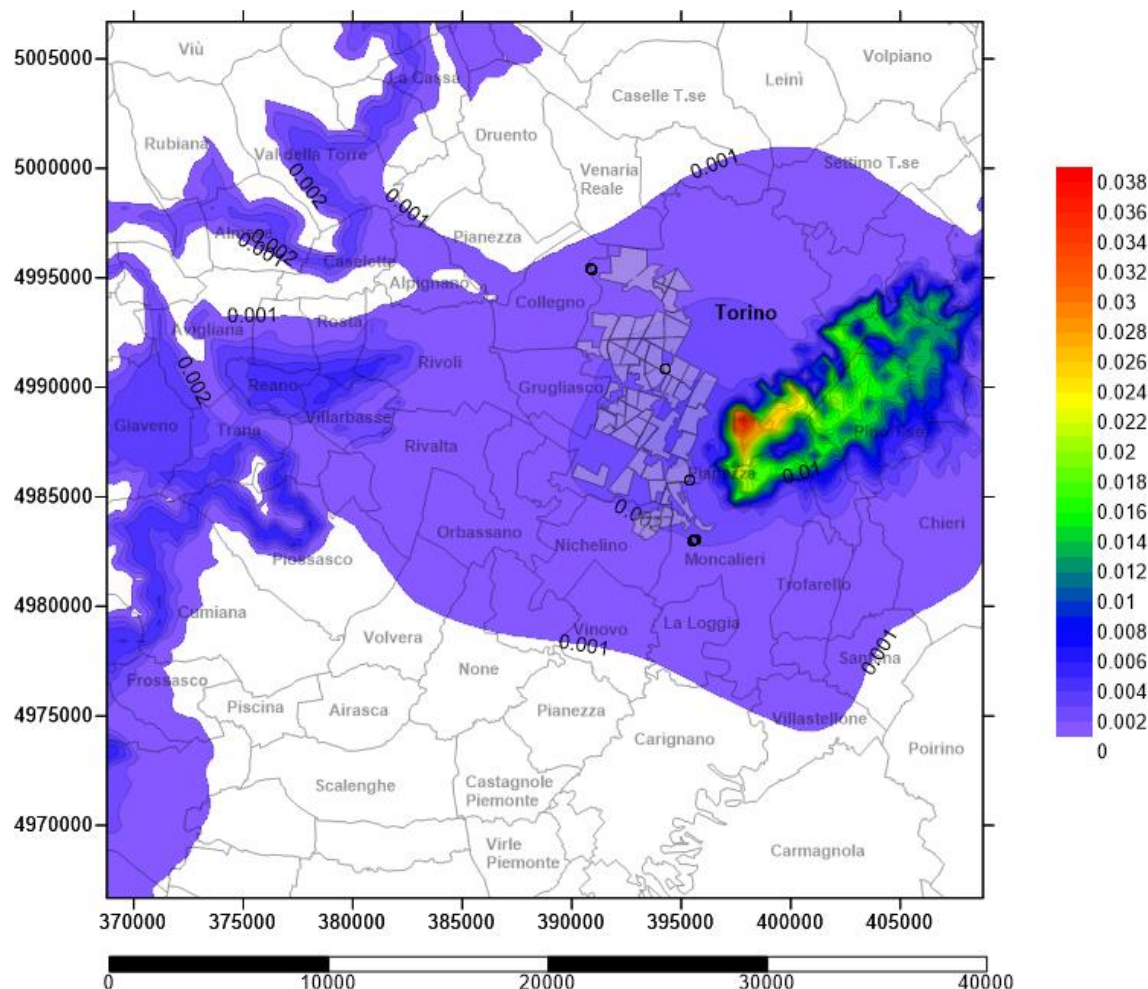 5005000
5000000
4995000
4990000
4985000
4980000
4975000
4970000
370000
375000
380000
385000
390000
395000
400000
405000
0
10000
20000
30000
40000
0.038
0.036
0.034
0.032
0.03
0.028
0.026
0.024
0.022
0.02
0.018
0.016
0.014
0.012
0.01
0.008
0.006
0.004
0.002
0
Viù
La Cassa
Volpiano
Leinì
Caselle T.se
Rubiana
Druento
Val della Torre
Venaria
Reale
0.001
Settimo T.se
0.002
0.001
Almese
0.002
0.001
Pianezza
Caselette
Alpignano
Collegno
Torino
0.001
Avigliana
Rosta
Rivoli
0.002
Reano
Grugliasco
Giaveno
Trana
Villarbasse
Rivalta
Pino T.se
Pianezza
0.01
Orbassano
Nichelino
Moncalieri
Chieri
Piossasco
Trofarello
Cumiana
Volvera
Vinovo
0.001
La Loggia
Santena
0.001
Frossasco
None
Piscina
Airasca
Pianezza
Villastellone
Carignano
Poirino
Scalenghe
Castagnole
Piemonte
Virle
Piemonte
Carmagnola